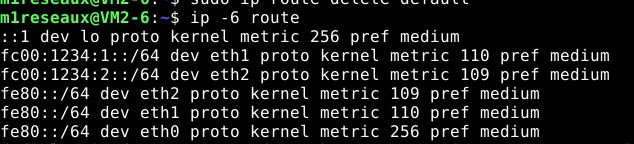 m1reseaux@VM2-6:~$ sudo ip route delete default
m1reseaux@VM2-6:~$ ip -6 route
::1 dev lo proto kernel metric 256 pref medium
fc00:1234:1::/64 dev eth1 proto kernel metric 110 pref medium
fc00:1234:2::/64 dev eth2 proto kernel metric 109 pref medium
fe80::/64 dev eth2 proto kernel metric 109 pref medium
fe80::/64 dev eth1 proto kernel metric 110 pref medium
fe80::/64 dev eth0 proto kernel metric 256 pref medium